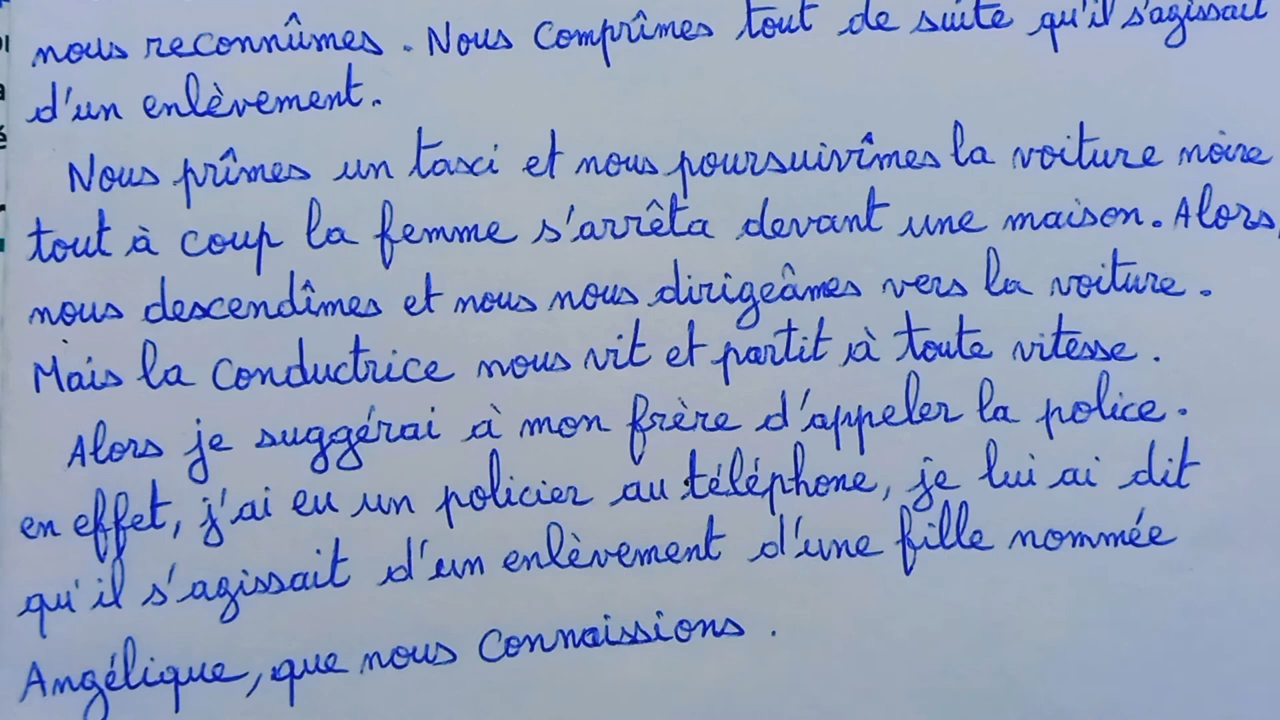 nous reconnûmes. Nous comprîmes tout de suite qu'il s'agissait
d'un enlèvement.
Nous prîmes un taxi et nous poursuivîmes la voiture noire
tout à coup la femme s'arrêta devant une maison. Alors,
nous descendîmes et nous nous dirigeâmes vers la voiture.
Mais la conductrice nous vit et partit à toute vitesse.
Alors je suggérai à mon frère d'appeler la police.
en effet, j'ai eu un policier au téléphone, je lui ai dit
qu'il s'agissait d'un enlèvement d'une fille nommée
Angélique, que nous connaissions.